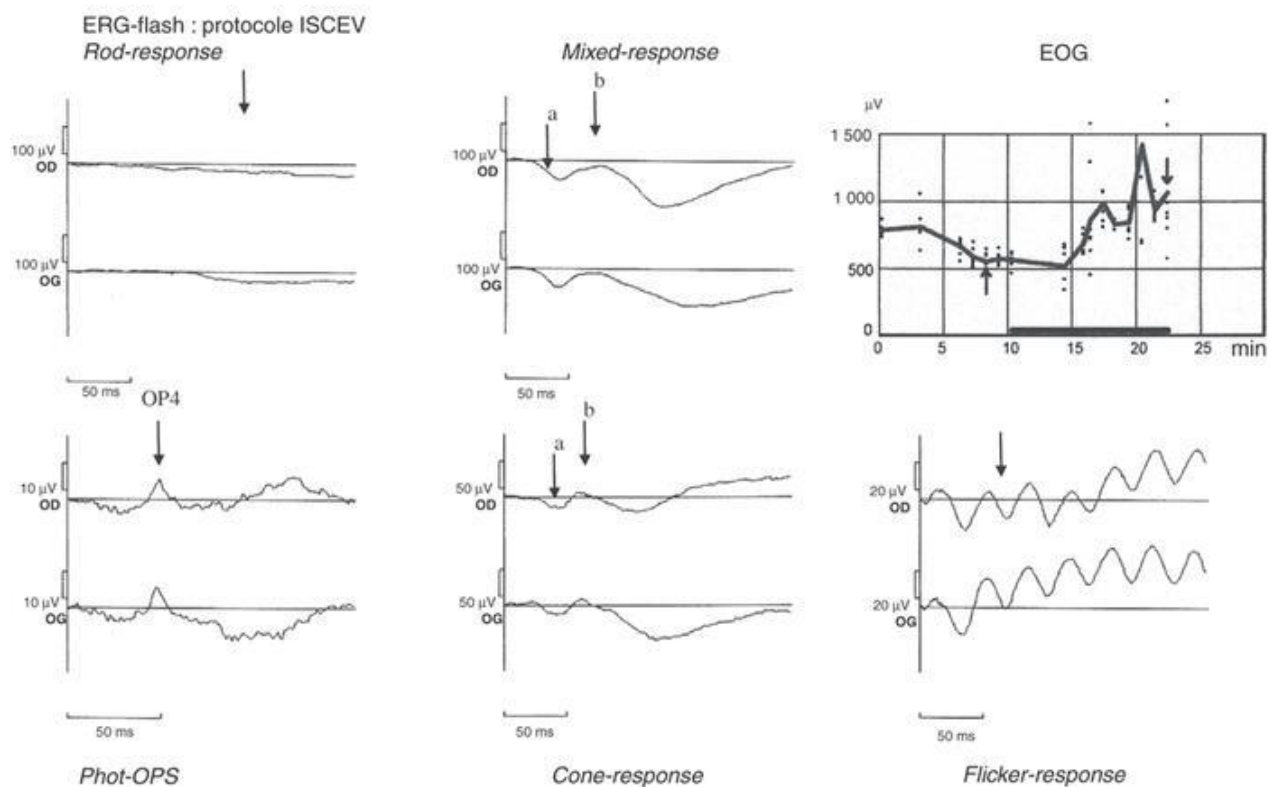 ERG-flash : protocole ISCEV
Rod-response
100 µV
OD
100 µV
OG
50 ms
Mixed-response
a
b
100 µV
OD
100 µV
OG
50 ms
EOG
µV
1 500
1 000
500
0
0 5 10 15 20 25 min
OP4
10 µV
OD
10 µV
OG
50 ms
Phot-OPS
a
b
50 µV
OD
50 µV
OG
50 ms
Cone-response
20 µV
OD
20 µV
OG
50 ms
Flicker-response